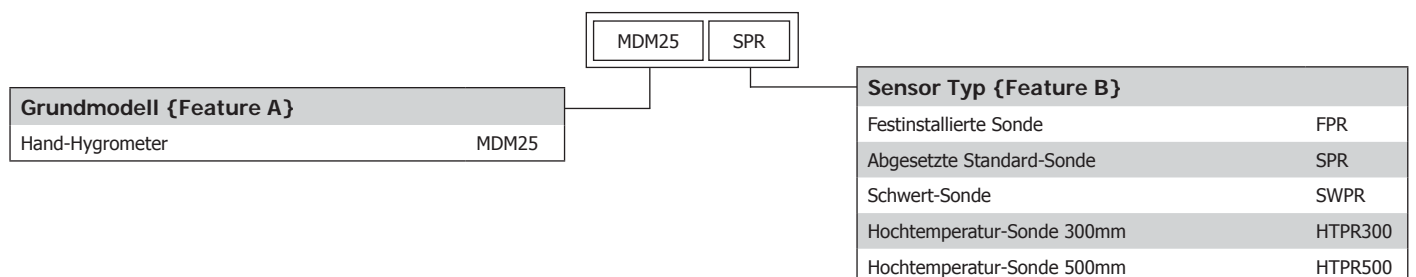 MDM25 SPR
Grundmodell {Feature A}
Hand-Hygrometer MDM25
Sensor Typ {Feature B}
Festinstallierte Sonde FPR
Abgesetzte Standard-Sonde SPR
Schwert-Sonde SWPR
Hochtemperatur-Sonde 300mm HTPR300
Hochtemperatur-Sonde 500mm HTPR500